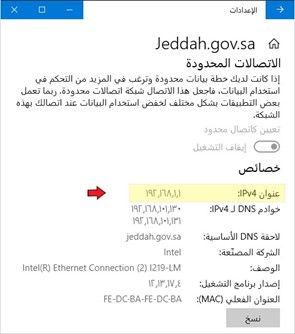 الإعدادات
Jeddah.gov.sa
الاتصالات المحدودة
إذا كانت لديك خطة بيانات محدودة وترغب في المزيد من التحكم في
استخدام البيانات، فاجعل هذا الاتصال شبكة اتصالات محدودة. ربما تعمل
بعض التطبيقات بشكل مختلف لخفض استخدام البيانات عند اتصالك بهذه
الشبكة.
تعيين كاتصال محدود
إيقاف التشغيل
خصائص
عنوان IPv4: ١٩٢,١٦٨,١,١
خوادم DNS لـ IPv4: ١٩٢,١٦٨,١٠١,١٣٠
١٩٢,١٦٨,١٠١,١٣١
لاحقة DNS الأساسية: jeddah.gov.sa
الشركة المصنّعة: Intel
الوصف: Intel(R) Ethernet Connection (2) I219-LM
إصدار برنامج التشغيل: ١٢,١٣,١٧,٤
العنوان الفعلي (MAC): FE-DC-BA-FE-DC-BA
نسخ